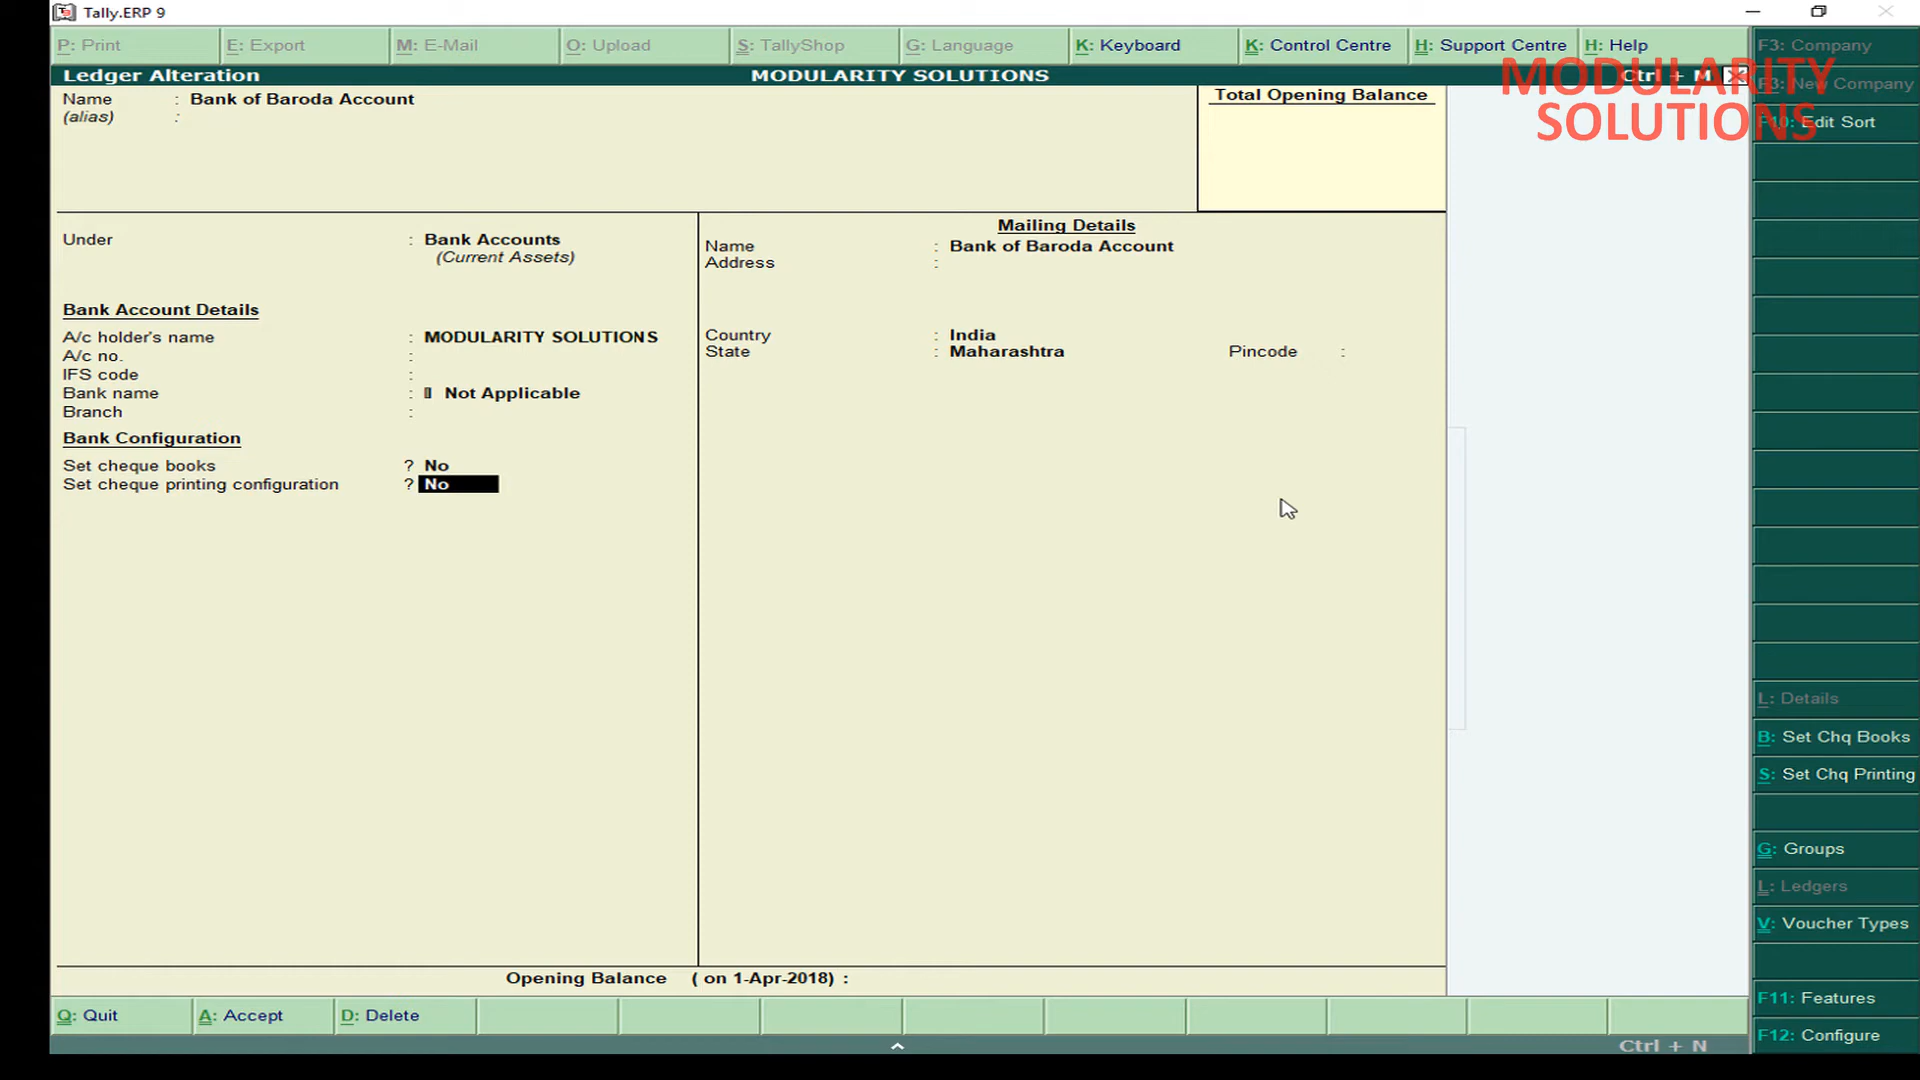 Tally.ERP 9
P: Print E: Export M: E-Mail O: Upload S: TallyShop G: Language K: Keyboard K: Control Centre H: Support Centre H: Help
Ledger Alteration MODULARITY SOLUTIONS Ctrl + M
MODULARITY
SOLUTIONS
Name : Bank of Baroda Account
(alias) :
Total Opening Balance
Under : Bank Accounts
(Current Assets)
Bank Account Details
A/c holder's name : MODULARITY SOLUTIONS
A/c no. :
IFS code :
Bank name : Not Applicable
Branch :
Bank Configuration
Set cheque books ? No
Set cheque printing configuration ? No
Mailing Details
Name : Bank of Baroda Account
Address :
Country : India
State : Maharashtra Pincode :
Opening Balance ( on 1-Apr-2018) :
Q: Quit A: Accept D: Delete
Ctrl + N
F3: Company
F3: New Company
F10: Edit Sort
L: Details
B: Set Chq Books
S: Set Chq Printing
G: Groups
L: Ledgers
V: Voucher Types
F11: Features
F12: Configure